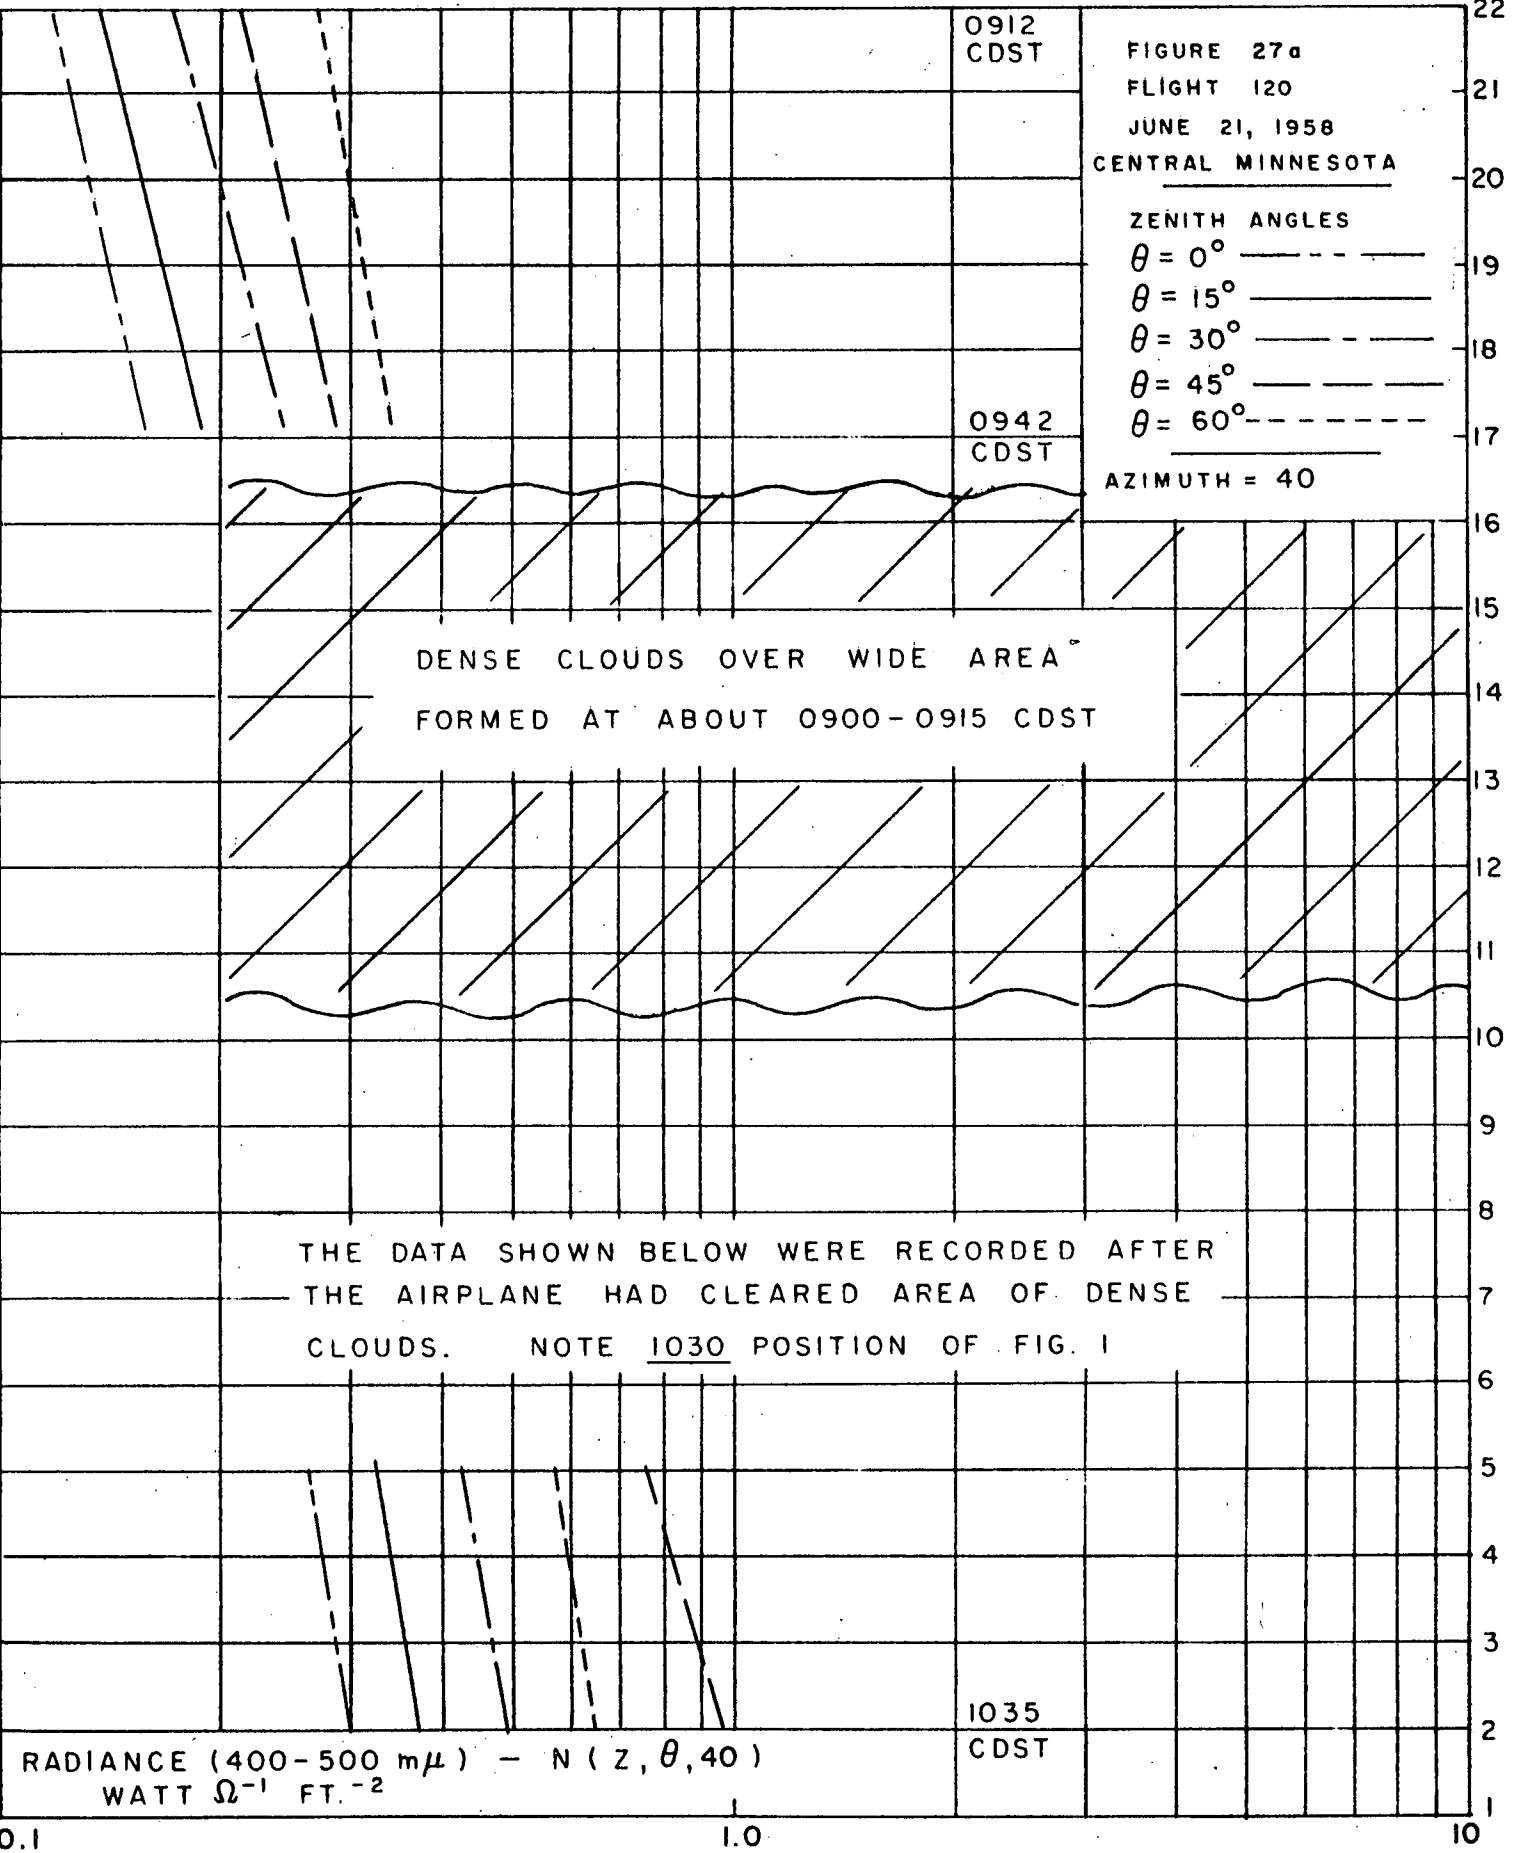 0912
CDST
FIGURE 27a
FLIGHT 120
JUNE 21, 1958
CENTRAL MINNESOTA
ZENITH ANGLES
θ = 0°
θ = 15°
θ = 30°
θ = 45°
θ = 60°
AZIMUTH = 40
0942
CDST
DENSE CLOUDS OVER WIDE AREA
FORMED AT ABOUT 0900-0915 CDST
THE DATA SHOWN BELOW WERE RECORDED AFTER
THE AIRPLANE HAD CLEARED AREA OF DENSE
CLOUDS. NOTE 1030 POSITION OF FIG. 1
1035
CDST
RADIANCE (400-500 mμ) - N (Z, θ, 40)
WATT Ω⁻¹ FT.⁻²
22
21
20
19
18
17
16
15
14
13
12
11
10
9
8
7
6
5
4
3
2
1
0.1
1.0
10